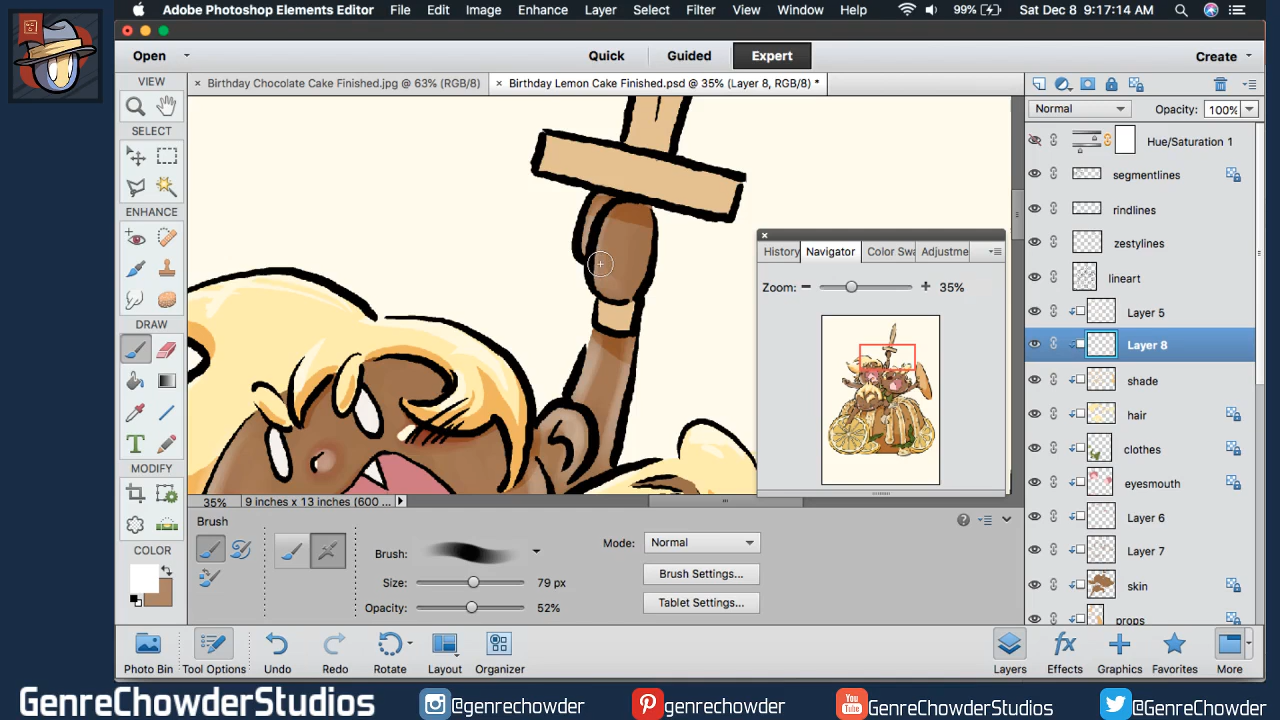 Adobe Photoshop Elements Editor File Edit Image Enhance Layer Select Filter View Window Help 99% Sat Dec 8 9:17:14 AM
Open Quick Guided Expert Create
VIEW × Birthday Chocolate Cake Finished.jpg @ 63% (RGB/8) × Birthday Lemon Cake Finished.psd @ 35% (Layer 8, RGB/8) *
Normal Opacity: 100%
SELECT
ENHANCE
DRAW
T
MODIFY
COLOR
Hue/Saturation 1
segmentlines
rindlines
zestylines
lineart
Layer 5
Layer 8
shade
hair
clothes
eyesmouth
Layer 6
Layer 7
skin
props
History Navigator Color Swa Adjustme
Zoom: 35%
35% 9 inches x 13 inches (600 ...
Brush
Brush: Mode: Normal
Size: 79 px Brush Settings...
Opacity: 52% Tablet Settings...
Photo Bin Tool Options Undo Redo Rotate Layout Organizer Layers fx Effects Graphics Favorites More
GenreChowderStudios @genrechowder genrechowder You Tube GenreChowderStudios @GenreChowder